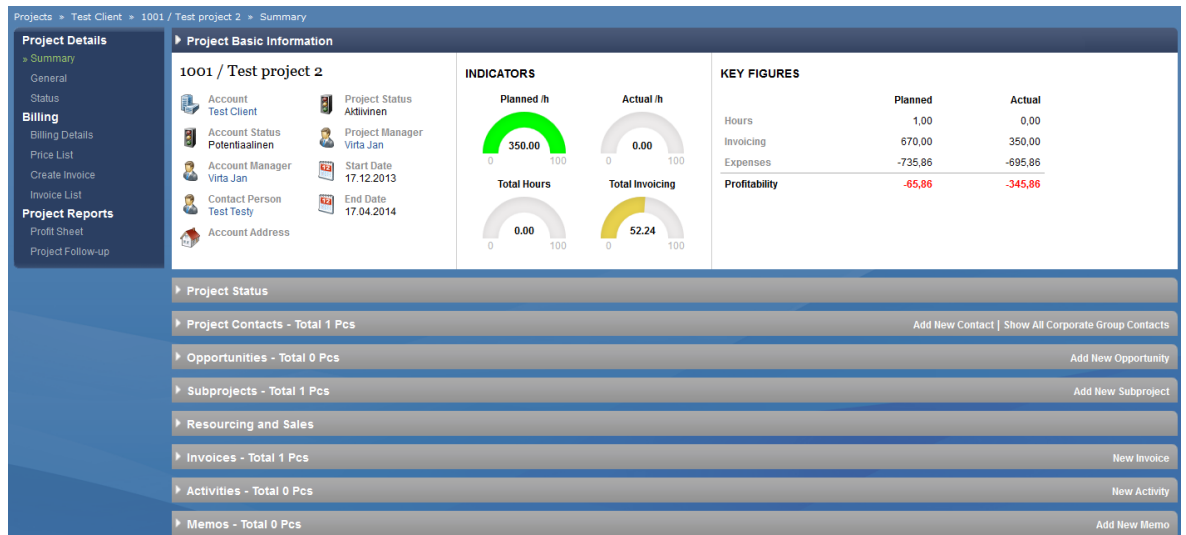 Projects » Test Client » 1001 / Test project 2 » Summary
Project Details
» Summary
General
Status
Billing
Billing Details
Price List
Create Invoice
Invoice List
Project Reports
Profit Sheet
Project Follow-up
Project Basic Information
1001 / Test project 2
Account
Test Client
Project Status
Aktiivinen
Account Status
Potentiaalinen
Project Manager
Virta Jan
Account Manager
Virta Jan
Start Date
17.12.2013
Contact Person
Test Testy
End Date
17.04.2014
Account Address
INDICATORS
Planned /h Actual /h
350.00 0.00
0 100 0 100
Total Hours Total Invoicing
0.00 52.24
0 100 0 100
KEY FIGURES
Planned Actual
Hours 1,00 0,00
Invoicing 670,00 350,00
Expenses -735,86 -695,86
Profitability -65,86 -345,86
Project Status
Project Contacts - Total 1 Pcs Add New Contact | Show All Corporate Group Contacts
Opportunities - Total 0 Pcs Add New Opportunity
Subprojects - Total 1 Pcs Add New Subproject
Resourcing and Sales
Invoices - Total 1 Pcs New Invoice
Activities - Total 0 Pcs New Activity
Memos - Total 0 Pcs Add New Memo